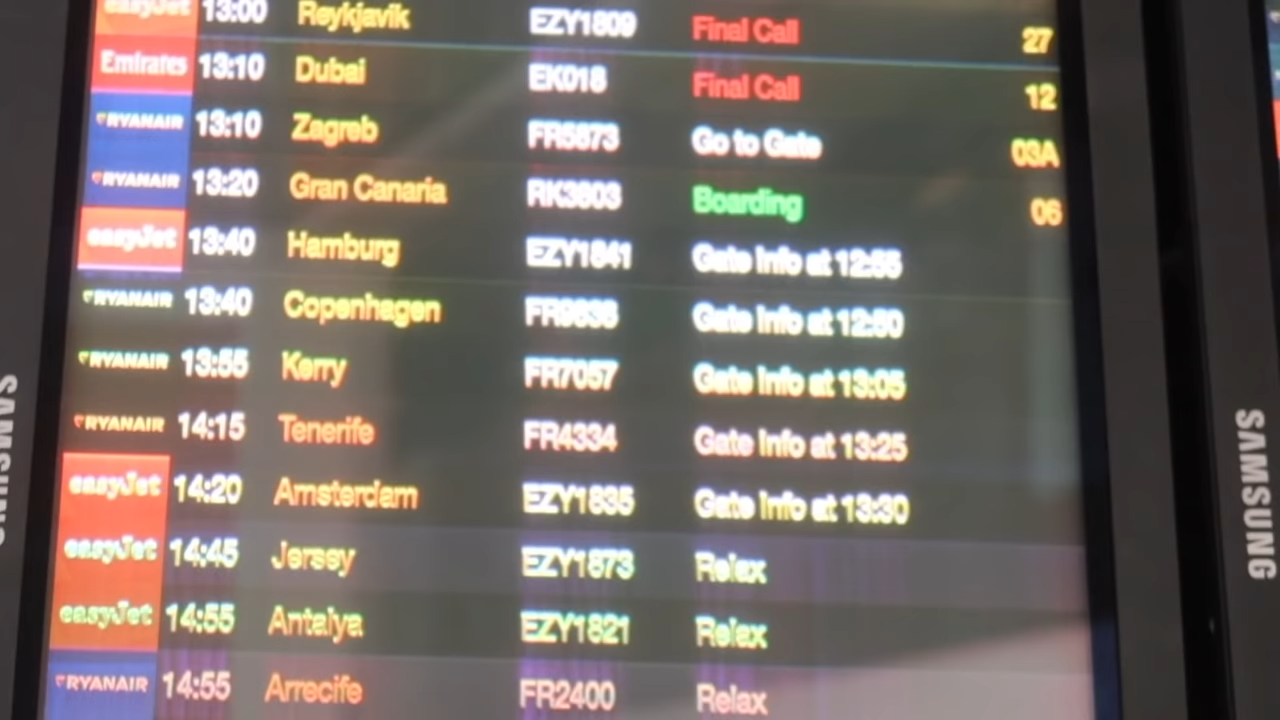 easyJet 13:00 Reykjavik EZY1809 Final Call 27
Emirates 13:10 Dubai EK018 Final Call 12
RYANAIR 13:10 Zagreb FR5873 Go to Gate 03A
RYANAIR 13:20 Gran Canaria RK3803 Boarding 06
easyJet 13:40 Hamburg EZY1841 Gate info at 12:55
RYANAIR 13:40 Copenhagen Gate info at 12:50
RYANAIR 13:55 Kerry FR7057 Gate info at 13:05
RYANAIR 14:15 Tenerife FR4334 Gate info at 13:25
easyJet 14:20 Amsterdam EZY1835 Gate info at 13:30
easyJet 14:45 Jersey EZY1873 Relax
easyJet 14:55 Antalya EZY1821 Relax
RYANAIR 14:55 Arrecife FR2400 Relax
SAMSUNG
SAMSUNG